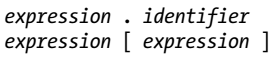 expression . identifier
expression [ expression ]